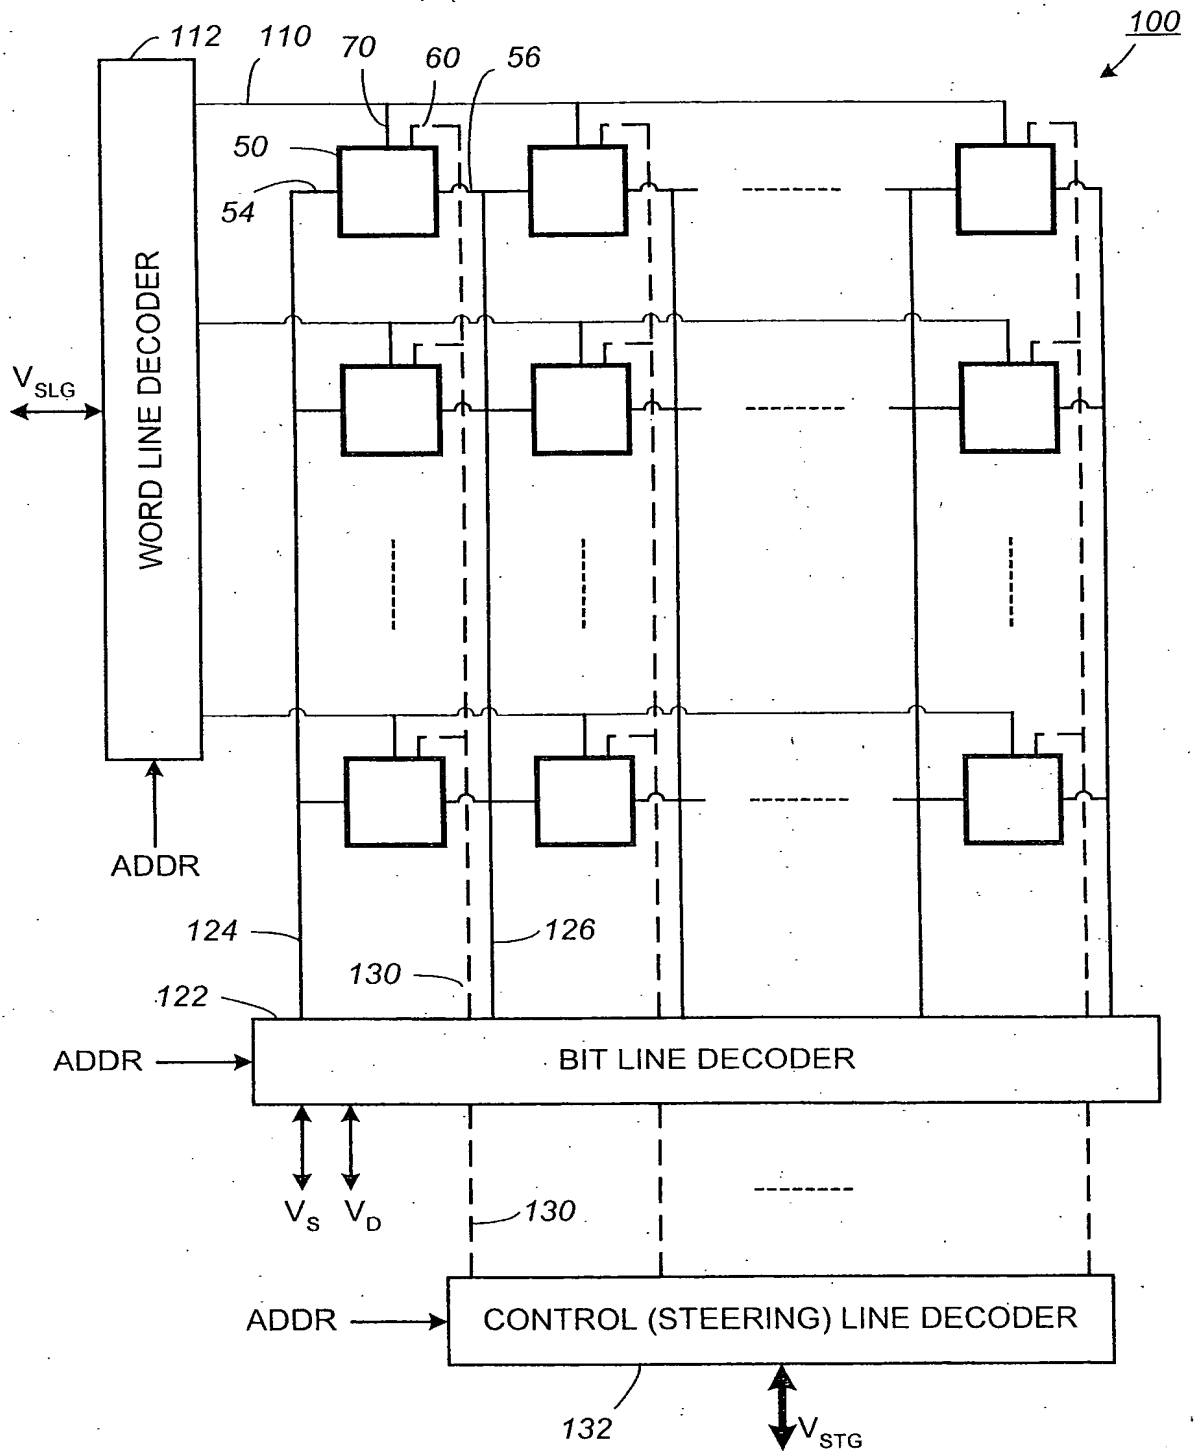 100
112
110
70
60
56
50
54
WORD LINE DECODER
VSLG
ADDR
124
126
130
122
ADDR
BIT LINE DECODER
VS
VD
130
ADDR
CONTROL (STEERING) LINE DECODER
132
VSTG